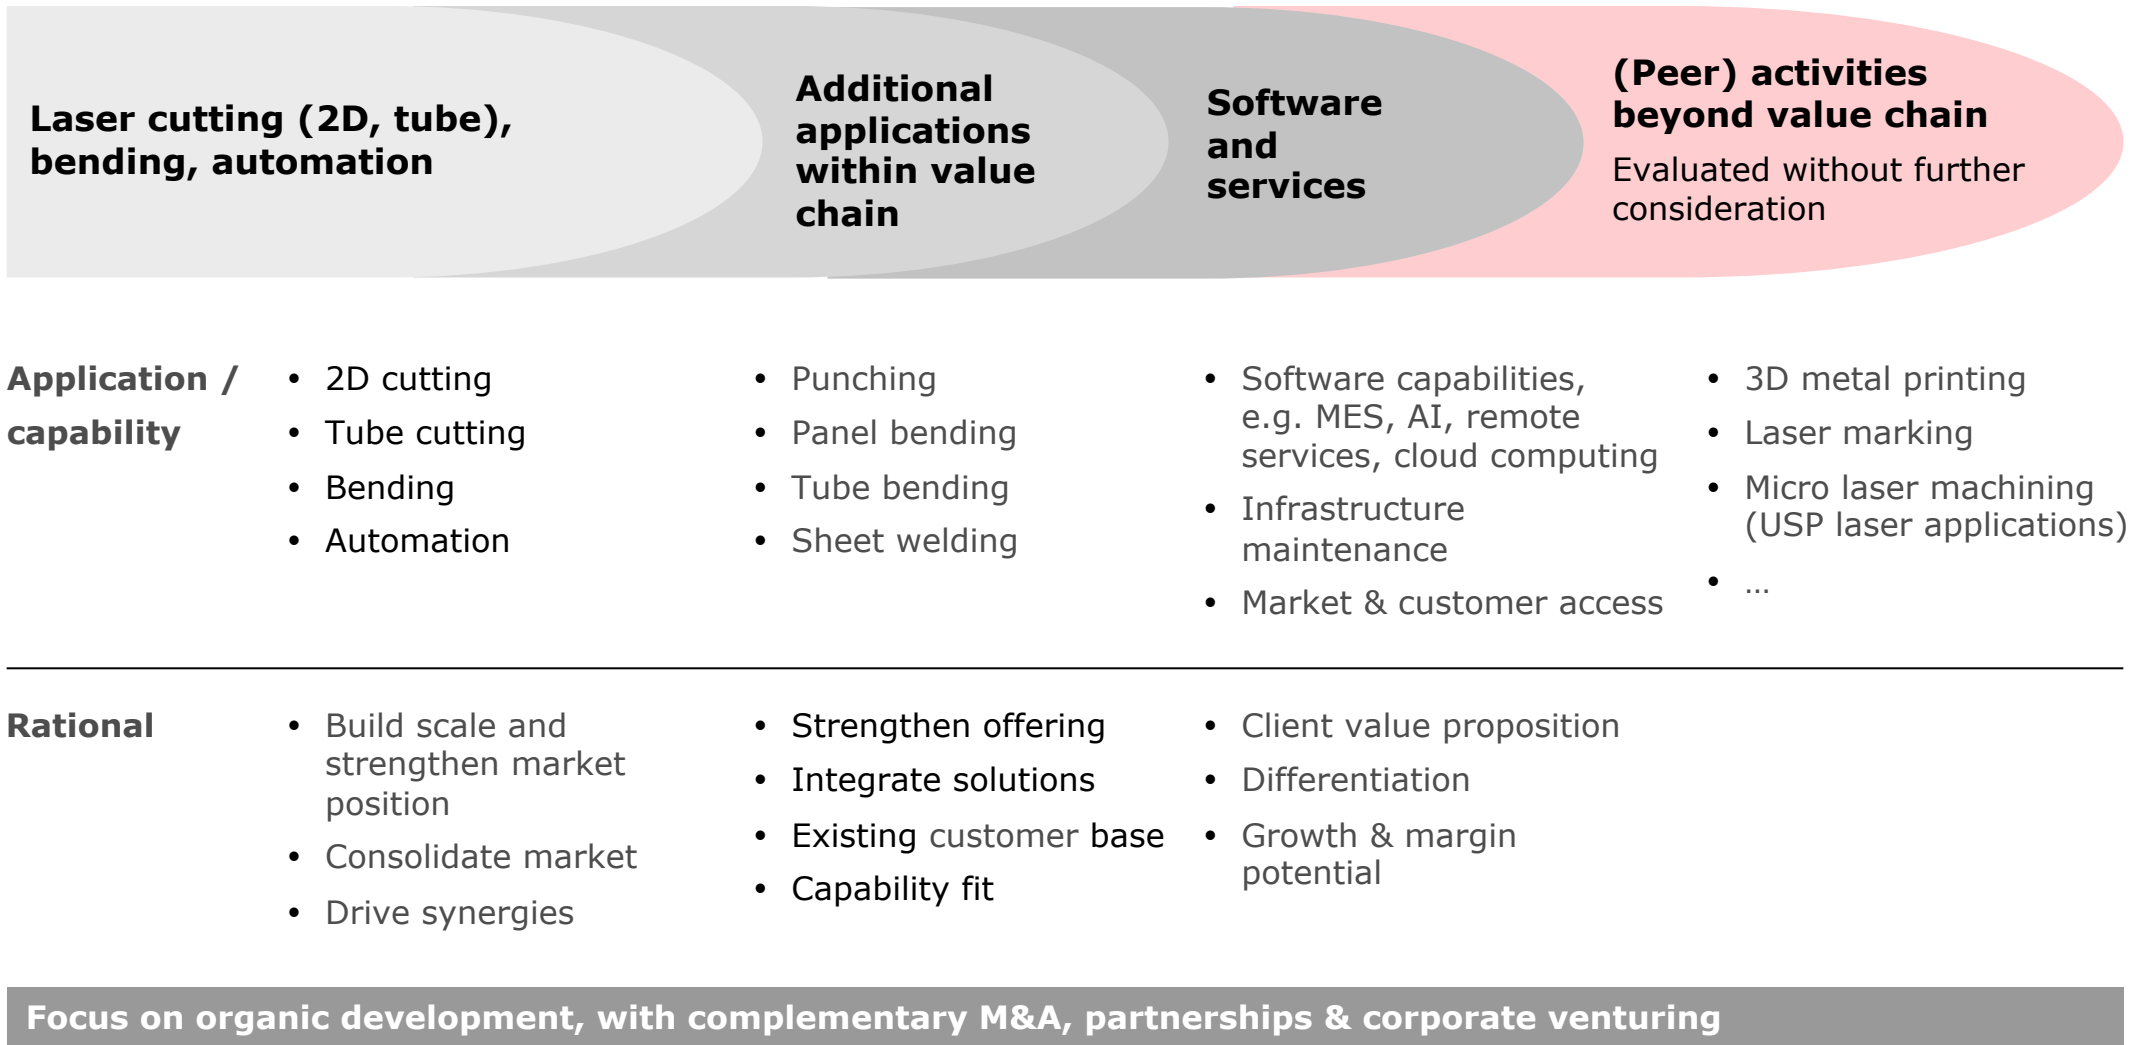 Laser cutting (2D, tube),
bending, automation
Additional
applications
within value
chain
Software
and
services
(Peer) activities
beyond value chain
Evaluated without further
consideration
Application /
capability
• 2D cutting
• Tube cutting
• Bending
• Automation
• Punching
• Panel bending
• Tube bending
• Sheet welding
• Software capabilities,
e.g. MES, AI, remote
services, cloud computing
• Infrastructure
maintenance
• Market & customer access
• 3D metal printing
• Laser marking
• Micro laser machining
(USP laser applications)
• …
Rational
• Build scale and
strengthen market
position
• Consolidate market
• Drive synergies
• Strengthen offering
• Integrate solutions
• Existing customer base
• Capability fit
• Client value proposition
• Differentiation
• Growth & margin
potential
Focus on organic development, with complementary M&A, partnerships & corporate venturing